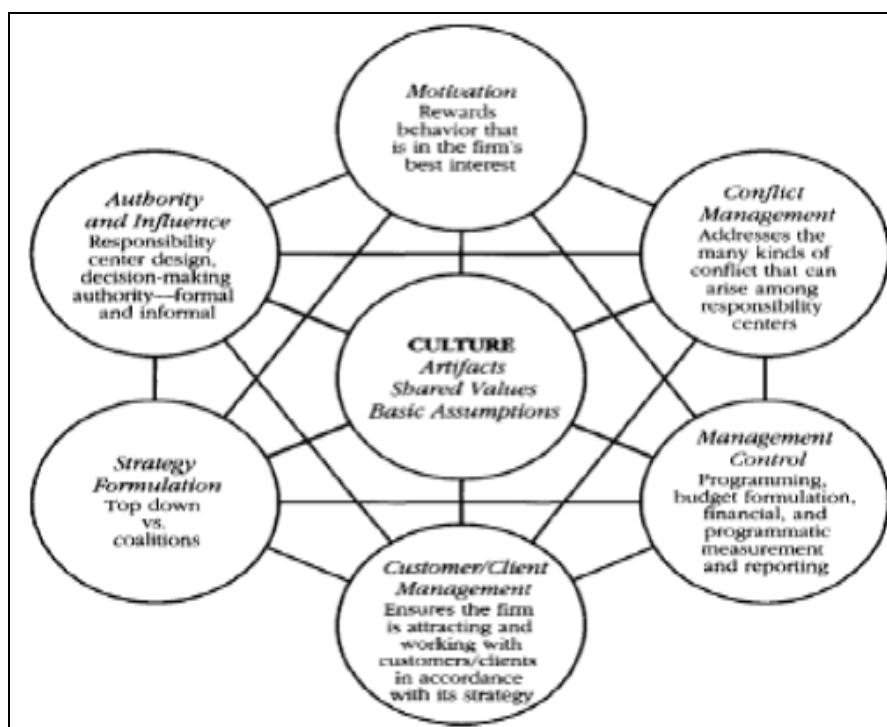 Motivation
Rewards
behavior that
is in the firm's
best interest
Authority
and Influence
Responsibility
center design,
decision-making
authority—formal
and informal
Conflict
Management
Addresses the
many kinds of
conflict that can
arise among
responsibility
centers
CULTURE
Artifacts
Shared Values
Basic Assumptions
Strategy
Formulation
Top down
vs.
coalitions
Management
Control
Programming,
budget formulation,
financial, and
programmatic
measurement
and reporting
Customer/Client
Management
Ensures the firm
is attracting and
working with
customers/clients
in accordance
with its strategy